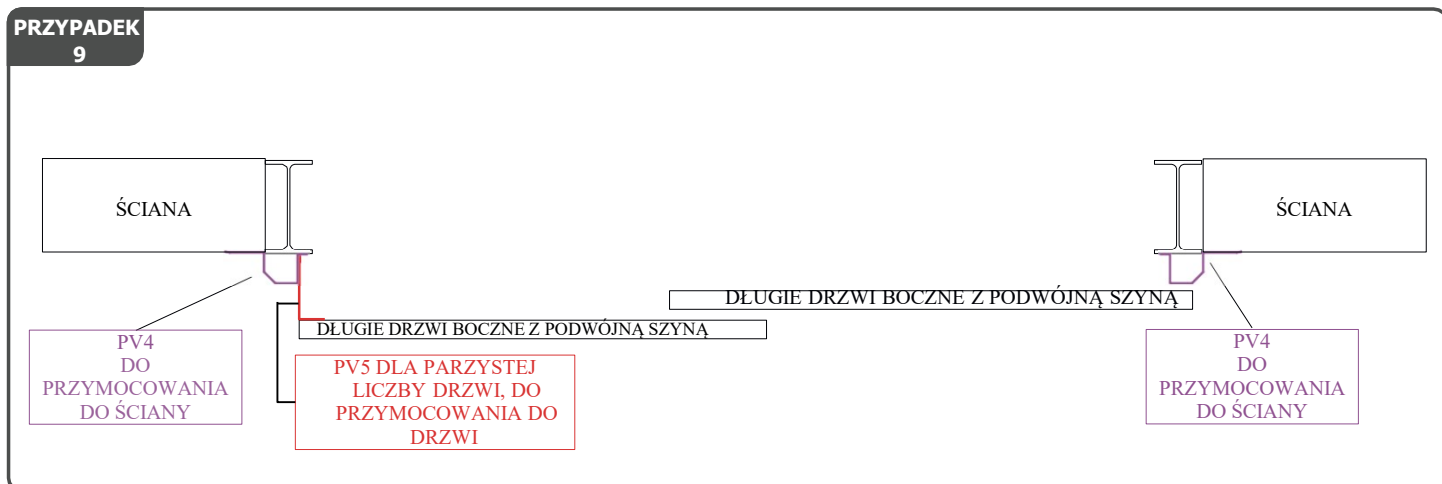 PRZYPADEK
9
ŚCIANA
ŚCIANA
DŁUGIE DRZWI BOCZNE Z PODWÓJNĄ SZYNĄ
DŁUGIE DRZWI BOCZNE Z PODWÓJNĄ SZYNĄ
PV4
DO
PRZYMOCOWANIA
DO ŚCIANY
PV5 DLA PARZYSTEJ
LICZBY DRZWI, DO
PRZYMOCOWANIA DO
DRZWI
PV4
DO
PRZYMOCOWANIA
DO ŚCIANY